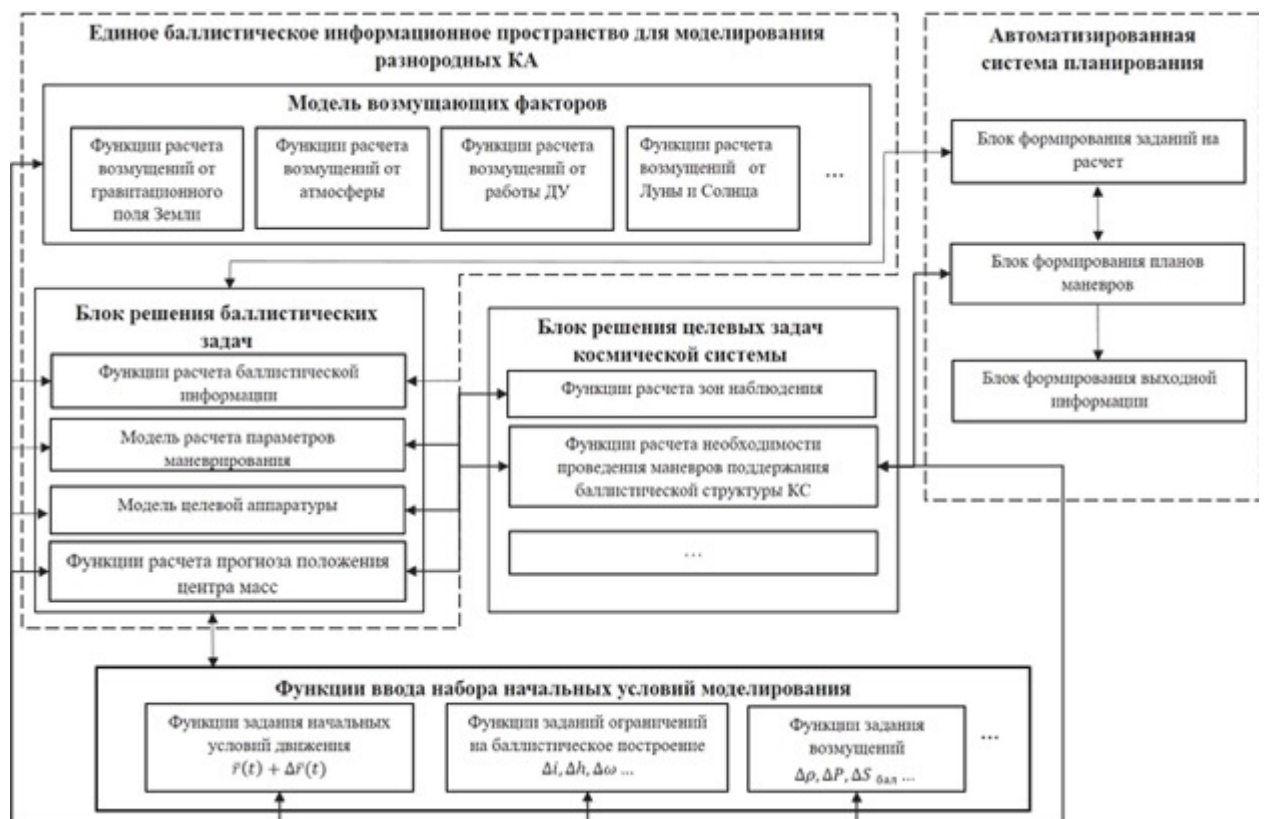 Единое баллистическое информационное пространство для моделирования
разнородных КА
Модель возмущающих факторов
Функции расчета
возмущений от
гравитационного
поля Земли
Функции расчета
возмущений от
атмосферы
Функции расчета
возмущений от
работы ДУ
Функции расчета
возмущений от
Луны и Солнца
...
Автоматизированная
система планирования
Блок формирования заданий на
расчет
Блок формирования планов
маневров
Блок формирования выходной
информации
Блок решения баллистических
задач
Функции расчета баллистической
информации
Модель расчета параметров
маневрирования
Модель целевой аппаратуры
Функции расчета прогноза положения
центра масс
Блок решения целевых задач
космической системы
Функции расчета зон наблюдения
Функции расчета необходимости
проведения маневров поддержания
баллистической структуры КС
...
Функции ввода набора начальных условий моделирования
Функции задания начальных
условий движения
r̄(t) + Δr̄(t)
Функции заданий ограничений
на баллистическое построение
Δi, Δh, Δω ...
Функции задания
возмущений
Δρ, ΔP, ΔS бал ...
...